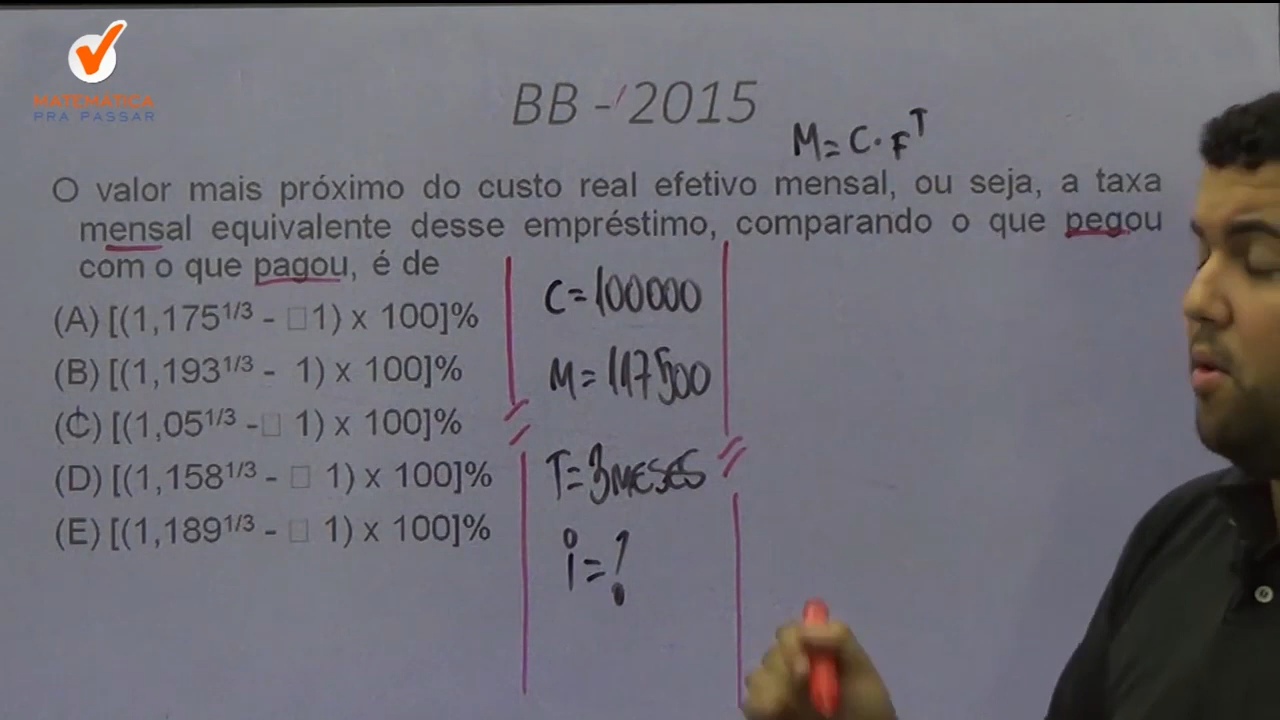 MATEMÁTICA
PRA PASSAR
BB - 2015
M = C · F^T
O valor mais próximo do custo real efetivo mensal, ou seja, a taxa
mensal equivalente desse empréstimo, comparando o que pegou
com o que pagou, é de
(A) [(1,175^1/3 - □1) x 100]%
(B) [(1,193^1/3 - 1) x 100]%
(C) [(1,05^1/3 -□ 1) x 100]%
(D) [(1,158^1/3 - □ 1) x 100]%
(E) [(1,189^1/3 - □ 1) x 100]%
C = 100000
M = 117500
T = 3 MESES
i = ?